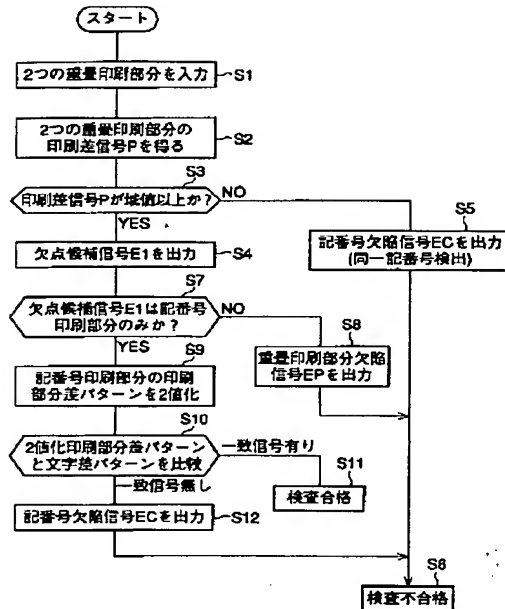 スタート
2つの重畳印刷部分を入力
S1
2つの重畳印刷部分の
印刷差信号Pを得る
S2
S3
印刷差信号Pが域値以上か?
NO
YES
S5
記番号欠陥信号ECを出力
(同一記番号検出)
欠点候補信号E1を出力
S4
S7
欠点候補信号E1は記番号
印刷部分のみか?
NO
YES
S8
重畳印刷部分欠陥
信号EPを出力
S9
記番号印刷部分の印刷
部分差パターンを2値化
S10
2値化印刷部分差パターン
と文字差パターンを比較
一致信号有り
S11
検査合格
一致信号無し
記番号欠陥信号ECを出力
S12
S6
検査不合格